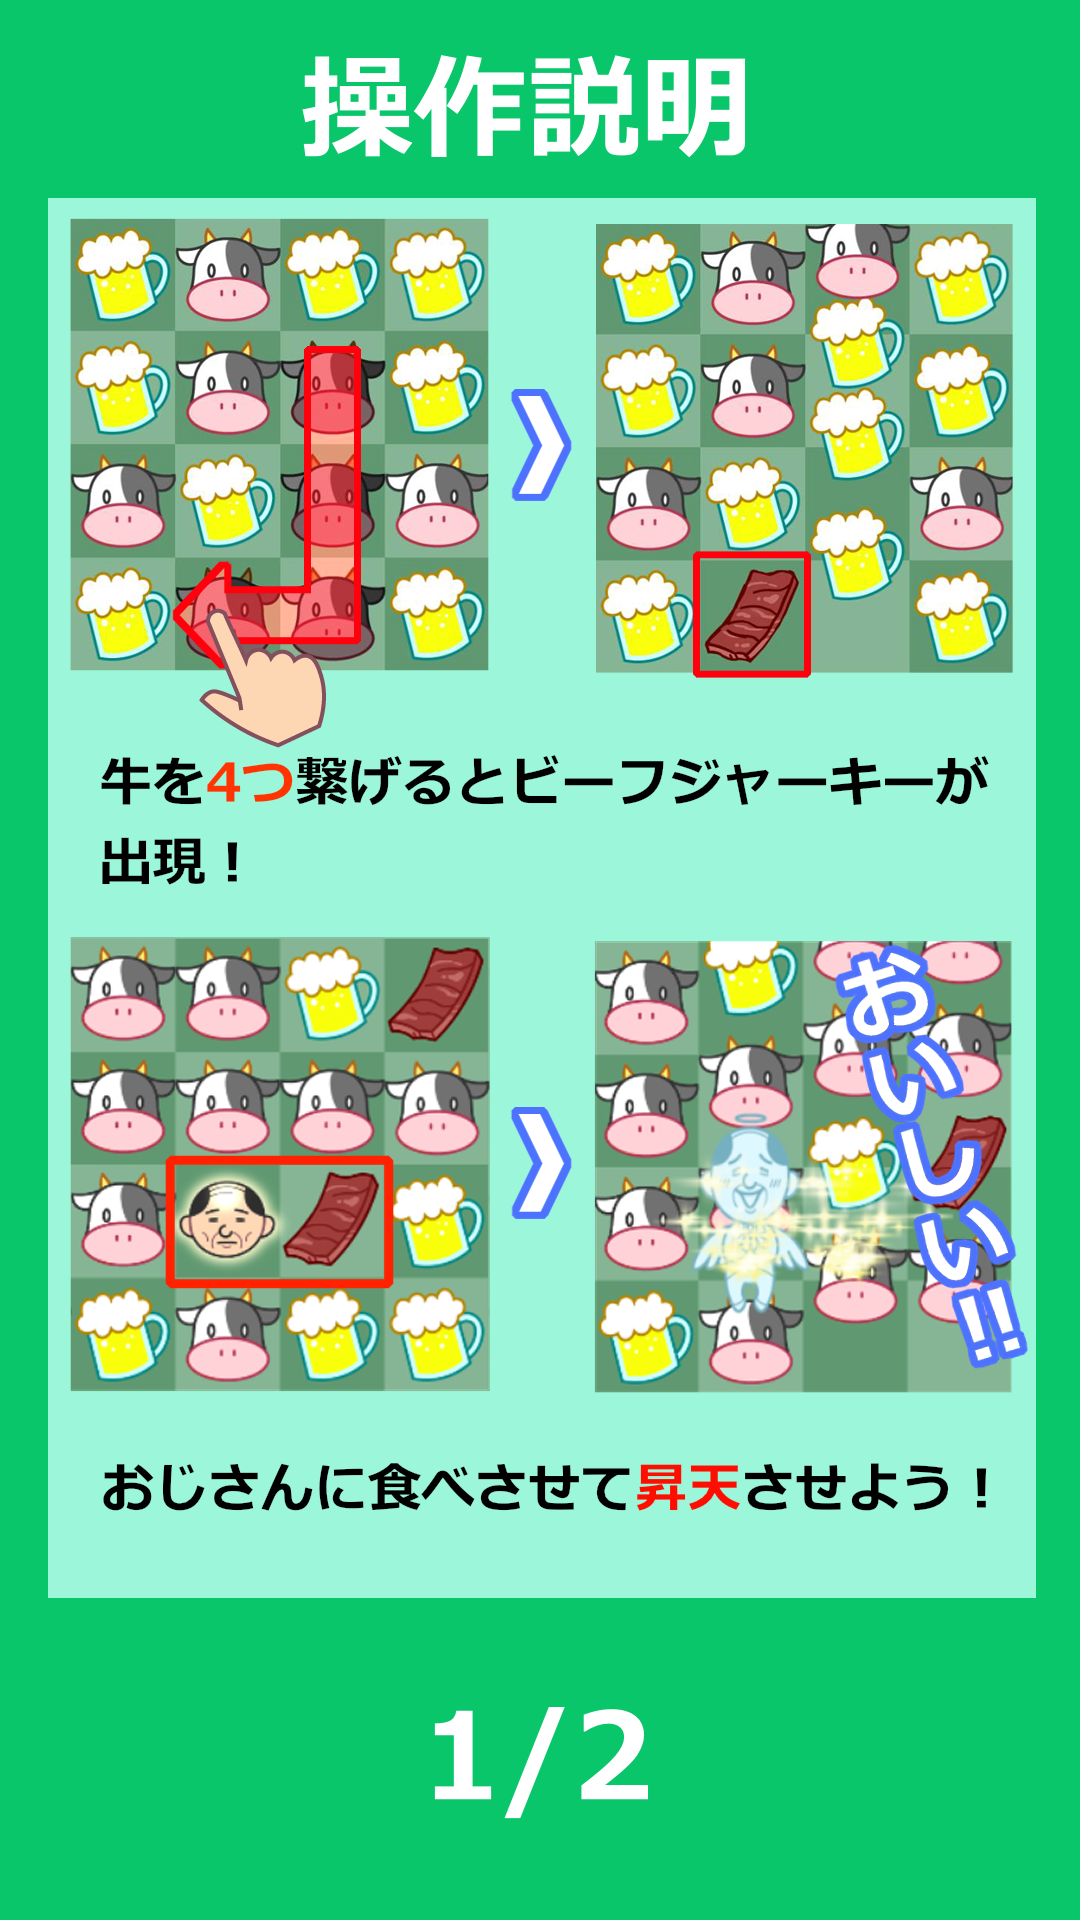 操作説明
牛を4つ繋げるとビーフジャーキーが
出現！
おいしい!!
おじさんに食べさせて昇天させよう！
1/2